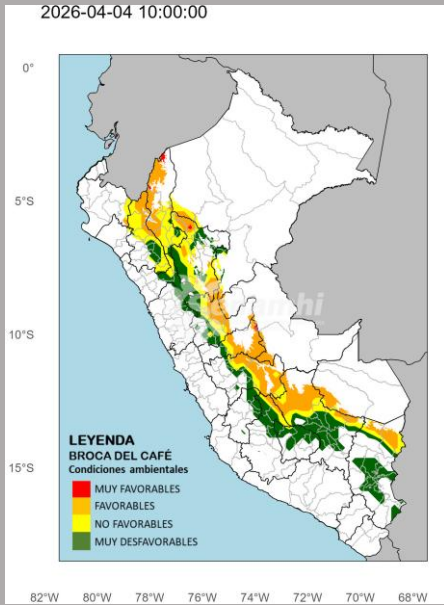 2026-04-04 10:00:00
0°
5°S
10°S
15°S
senamhi
LEYENDA
BROCA DEL CAFÉ
Condiciones ambientales
MUY FAVORABLES
FAVORABLES
NO FAVORABLES
MUY DESFAVORABLES
82°W 80°W 78°W 76°W 74°W 72°W 70°W 68°W